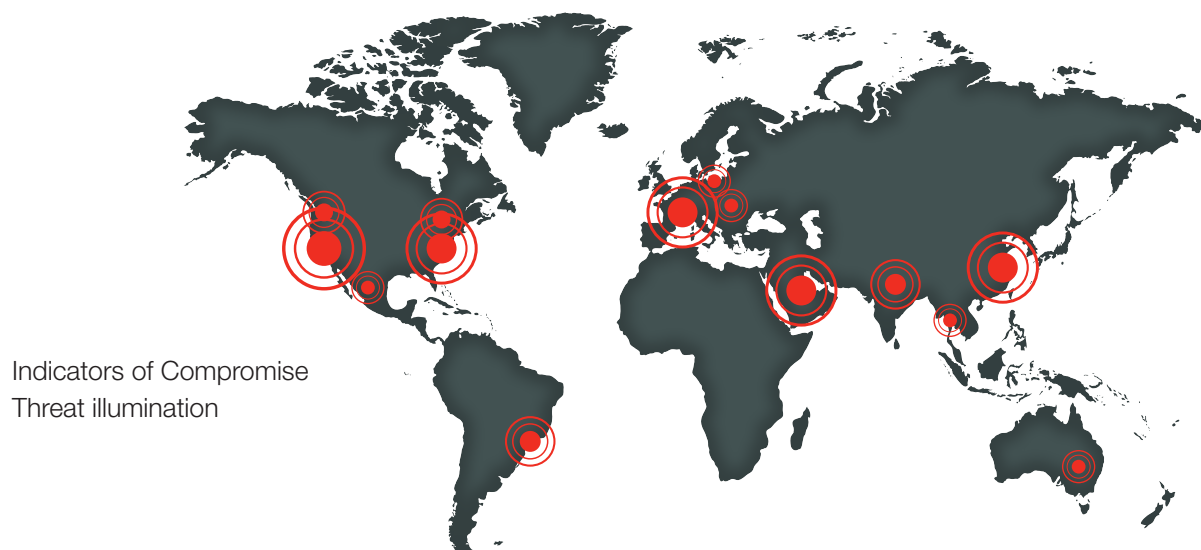 Indicators of Compromise
Threat illumination